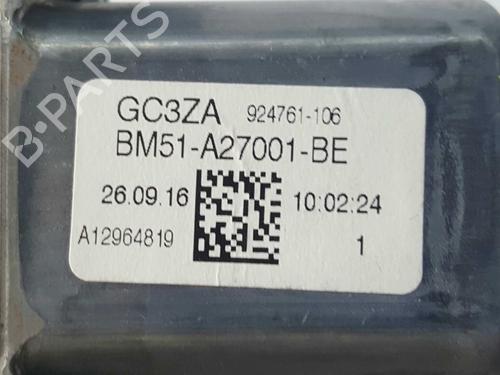 GC3ZA 924761-106
BM51-A27001-BE
26.09.16 10:02:24
A12964819 1
B-PARTS